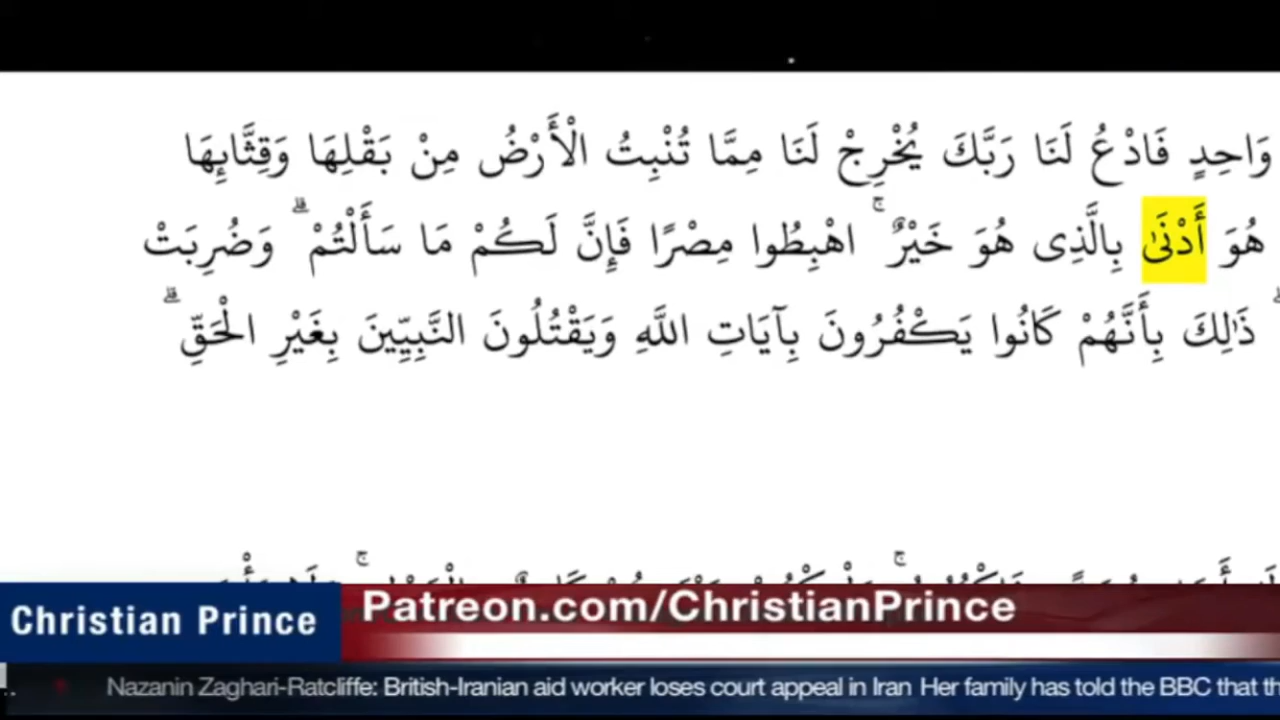 وَاحِدٍ فَادْعُ لَنَا رَبَّكَ يُخْرِجْ لَنَا مِمَّا تُنْبِتُ الْأَرْضُ مِنْ بَقْلِهَا وَقِثَّائِهَا
هُوَ أَدْنَىٰ بِالَّذِى هُوَ خَيْرٌ ۚ اهْبِطُوا مِصْرًا فَإِنَّ لَكُمْ مَا سَأَلْتُمْ ۗ وَضُرِبَتْ
ذَٰلِكَ بِأَنَّهُمْ كَانُوا يَكْفُرُونَ بِآيَاتِ اللَّهِ وَيَقْتُلُونَ النَّبِيِّينَ بِغَيْرِ الْحَقِّ ۗ
Christian Prince
Patreon.com/ChristianPrince
.. Nazanin Zaghari-Ratcliffe: British-Iranian aid worker loses court appeal in Iran Her family has told the BBC that